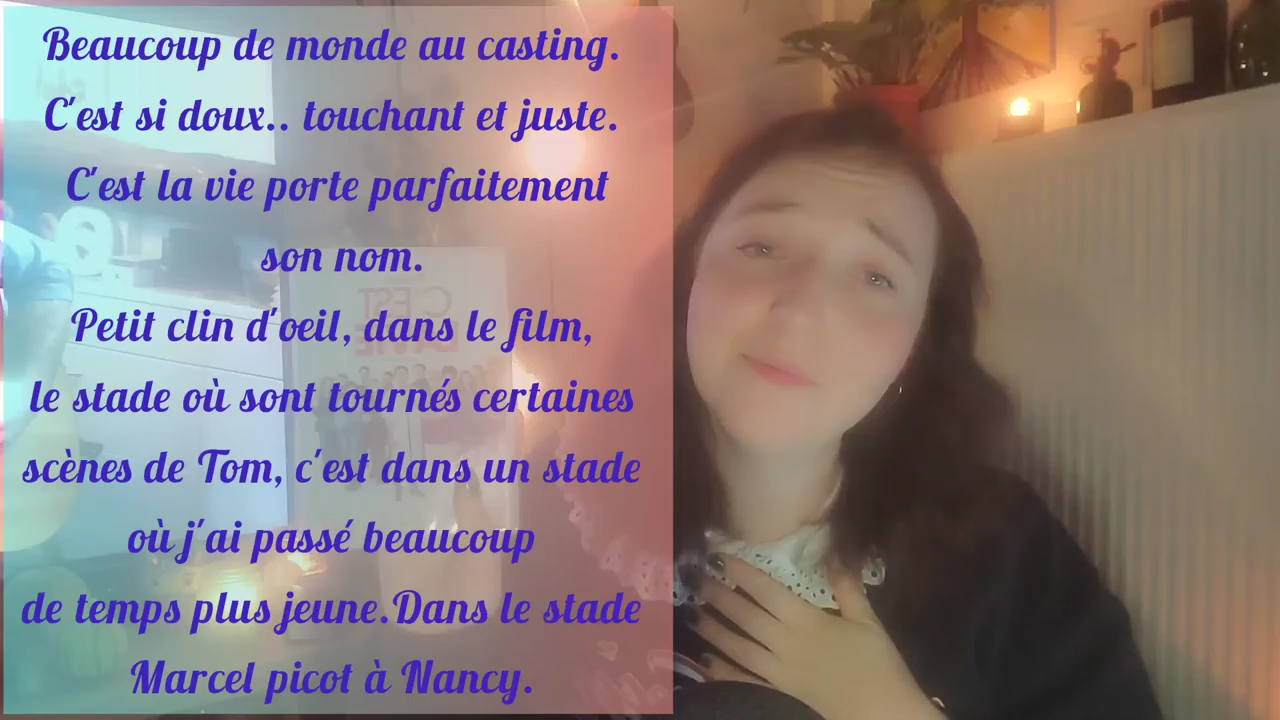 Beaucoup de monde au casting.
C'est si doux.. touchant et juste.
C'est la vie porte parfaitement
son nom.
Petit clin d'oeil, dans le film,
le stade où sont tournés certaines
scènes de Tom, c'est dans un stade
où j'ai passé beaucoup
de temps plus jeune.Dans le stade
Marcel picot à Nancy.